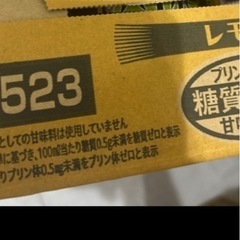 レモ
プリン
523
糖質
甘味
としての甘味料は使用していません
に基づき、100ml当たり糖質0.5g未満を糖質ゼロと表示
りプリン体0.5mg未満をプリン体ゼロと表示